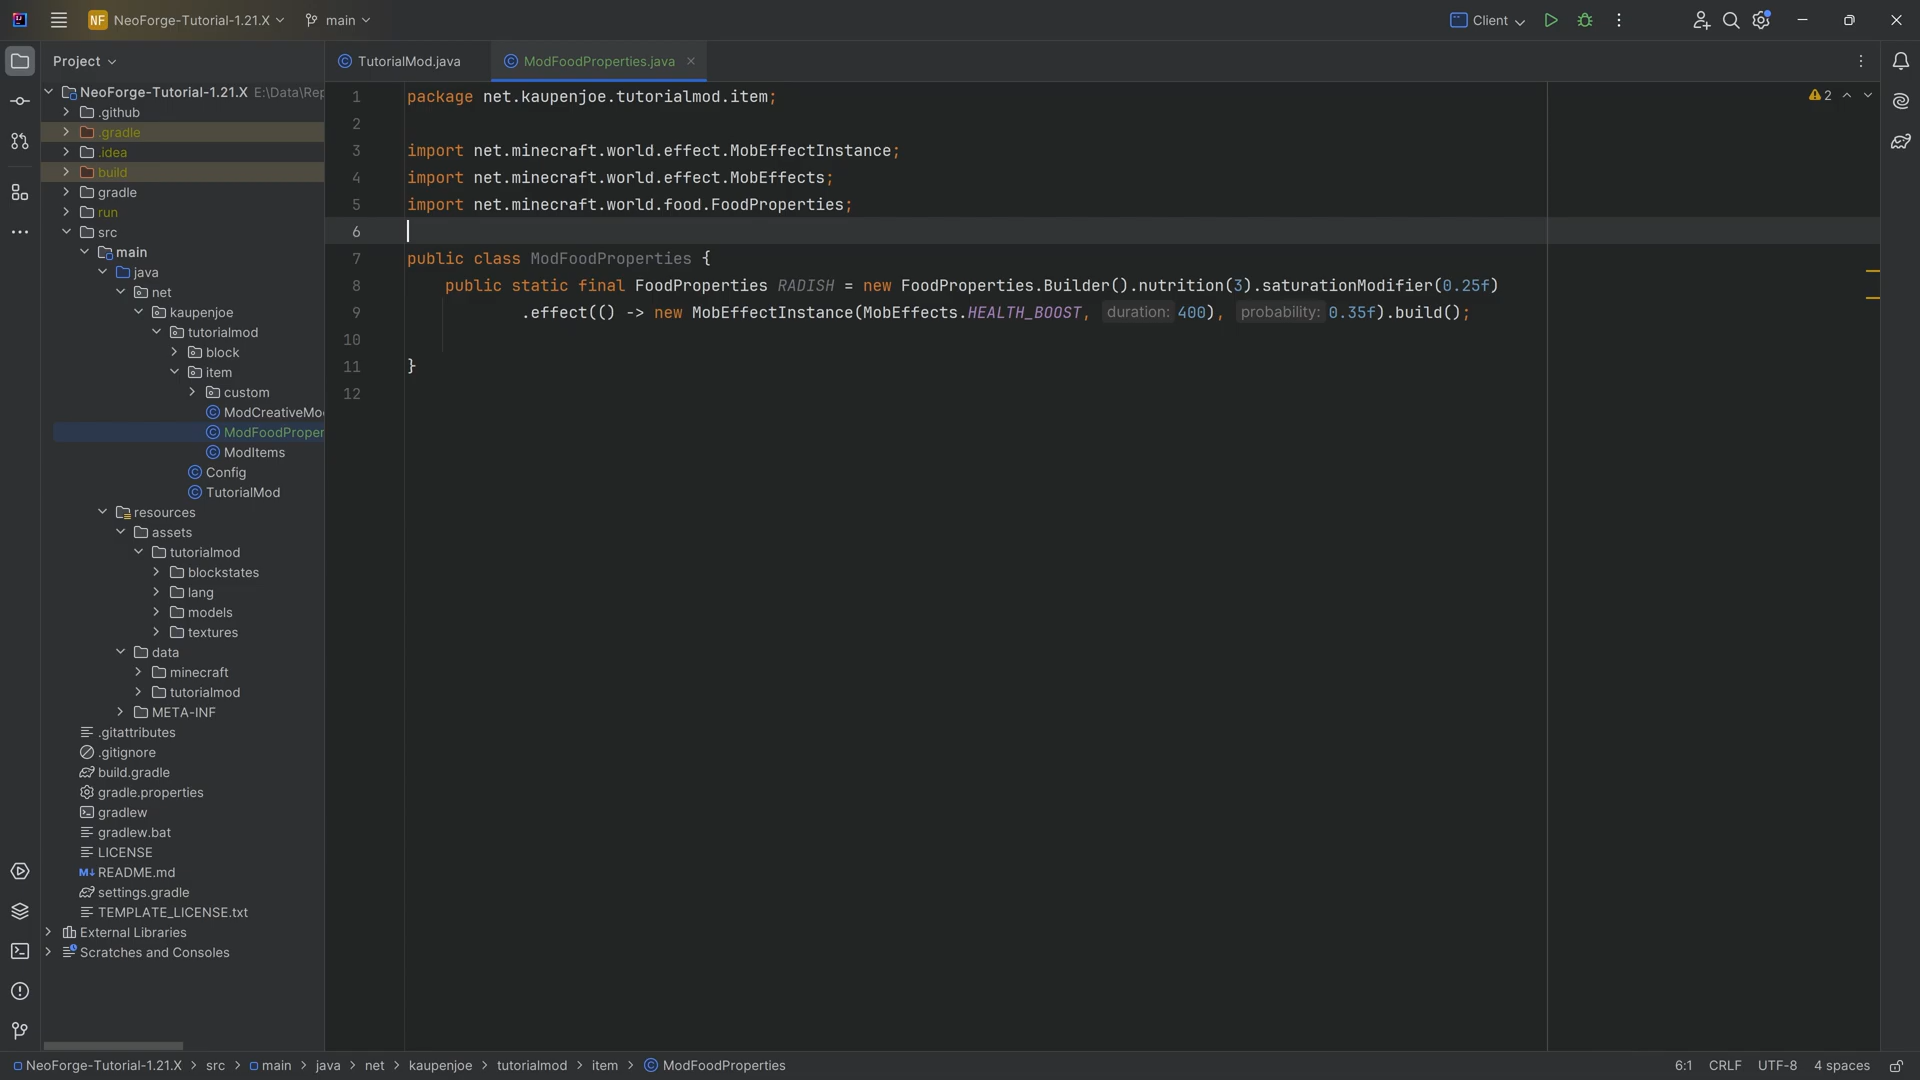 NF NeoForge-Tutorial-1.21.X main Client
Project
TutorialMod.java ModFoodProperties.java
NeoForge-Tutorial-1.21.X E:\Data\Rep
.github
.gradle
.idea
build
gradle
run
src
main
java
net
kaupenjoe
tutorialmod
block
item
custom
ModCreativeMo
ModFoodProper
ModItems
Config
TutorialMod
resources
assets
tutorialmod
blockstates
lang
models
textures
data
minecraft
tutorialmod
META-INF
.gitattributes
.gitignore
build.gradle
gradle.properties
gradlew
gradlew.bat
LICENSE
M↓ README.md
settings.gradle
TEMPLATE_LICENSE.txt
External Libraries
Scratches and Consoles
1 package net.kaupenjoe.tutorialmod.item;
2
3 import net.minecraft.world.effect.MobEffectInstance;
4 import net.minecraft.world.effect.MobEffects;
5 import net.minecraft.world.food.FoodProperties;
6
7 public class ModFoodProperties {
8 public static final FoodProperties RADISH = new FoodProperties.Builder().nutrition(3).saturationModifier(0.25f)
9 .effect(() -> new MobEffectInstance(MobEffects.HEALTH_BOOST, duration: 400), probability: 0.35f).build();
10
11 }
12
2
NeoForge-Tutorial-1.21.X > src > main > java > net > kaupenjoe > tutorialmod > item > ModFoodProperties
6:1 CRLF UTF-8 4 spaces